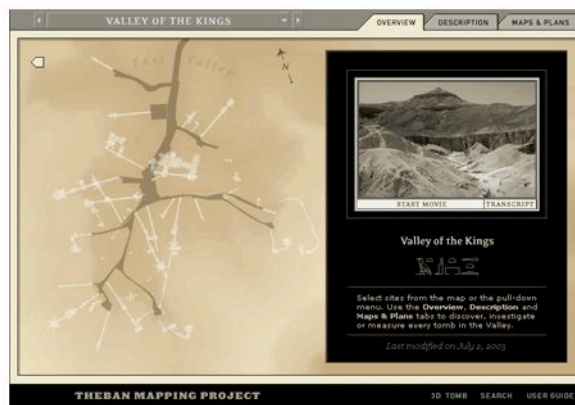 VALLEY OF THE KINGS
OVERVIEW
DESCRIPTION
MAPS & PLANS
East Valley
N
START MOVIE
TRANSCRIPT
Valley of the Kings
Select sites from the map or the pull-down
menu. Use the Overview, Description and
Maps & Plans tabs to discover, investigate
or measure every tomb in the Valley.
Last modified on July 2, 2003
THEBAN MAPPING PROJECT
3D TOMB
SEARCH
USER GUIDE